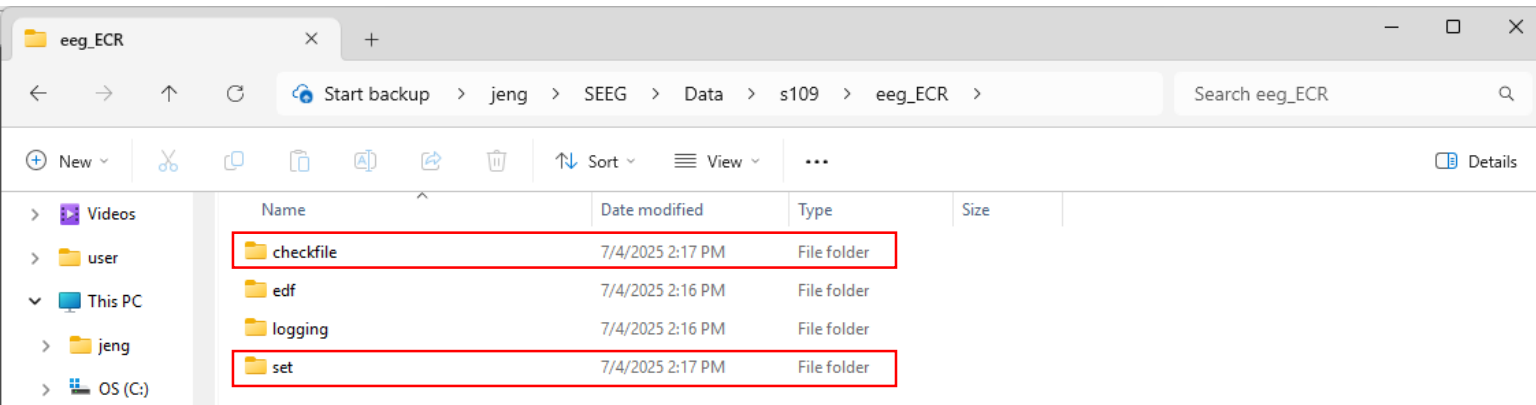 eeg_ECR
Start backup > jeng > SEEG > Data > s109 > eeg_ECR >
Search eeg_ECR
New
Sort
View
Details
Name Date modified Type Size
Videos
user
This PC
jeng
OS (C:)
checkfile 7/4/2025 2:17 PM File folder
edf 7/4/2025 2:16 PM File folder
logging 7/4/2025 2:16 PM File folder
set 7/4/2025 2:17 PM File folder